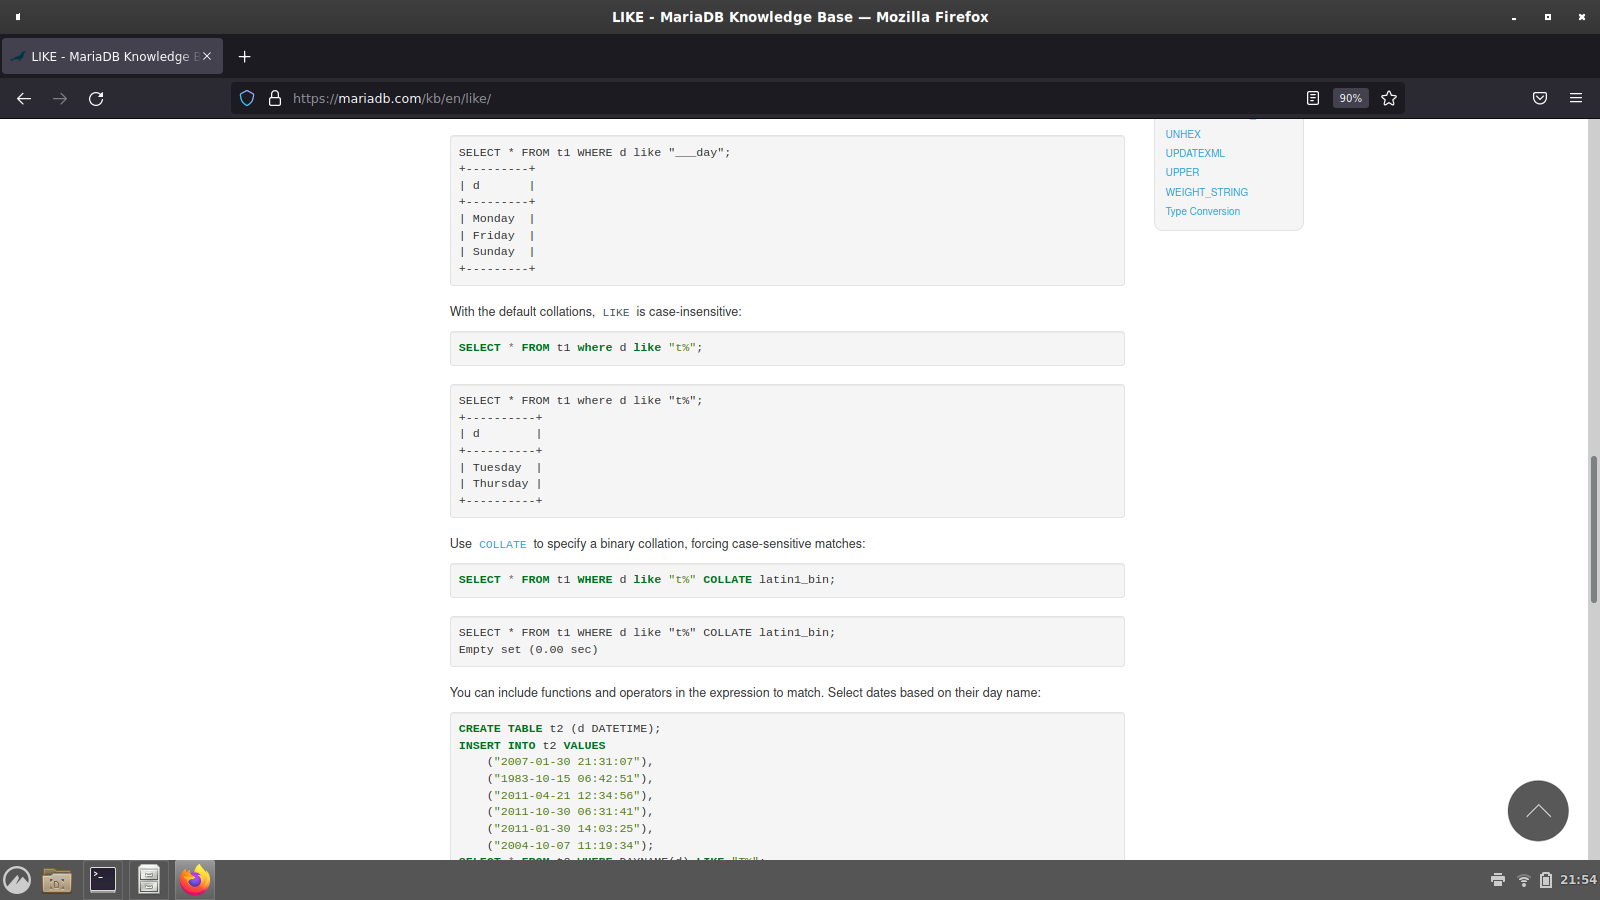 LIKE - MariaDB Knowledge Base — Mozilla Firefox
LIKE - MariaDB Knowledge B
https://mariadb.com/kb/en/like/
90%
SELECT * FROM t1 WHERE d like "___day";
+---------+
| d       |
+---------+
| Monday  |
| Friday  |
| Sunday  |
+---------+
With the default collations, LIKE is case-insensitive:
SELECT * FROM t1 where d like "t%";
SELECT * FROM t1 where d like "t%";
+----------+
| d        |
+----------+
| Tuesday  |
| Thursday |
+----------+
Use COLLATE to specify a binary collation, forcing case-sensitive matches:
SELECT * FROM t1 WHERE d like "t%" COLLATE latin1_bin;
SELECT * FROM t1 WHERE d like "t%" COLLATE latin1_bin;
Empty set (0.00 sec)
You can include functions and operators in the expression to match. Select dates based on their day name:
CREATE TABLE t2 (d DATETIME);
INSERT INTO t2 VALUES
    ("2007-01-30 21:31:07"),
    ("1983-10-15 06:42:51"),
    ("2011-04-21 12:34:56"),
    ("2011-10-30 06:31:41"),
    ("2011-01-30 14:03:25"),
    ("2004-10-07 11:19:34");
SELECT * FROM t2 WHERE DAYNAME(d) LIKE "T%";
UNHEX
UPDATEXML
UPPER
WEIGHT_STRING
Type Conversion
21:54